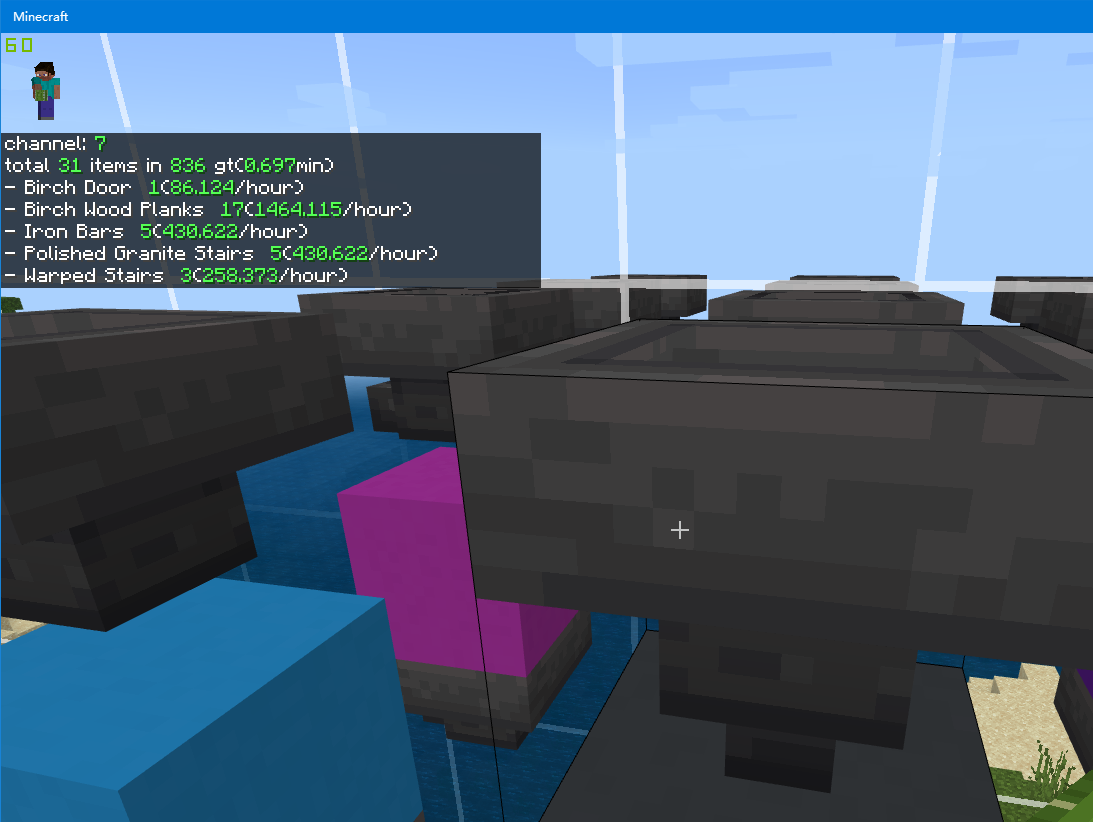 Minecraft
60
channel: 7
total 31 items in 836 gt(0.697min)
- Birch Door 1(86.124/hour)
- Birch Wood Planks 17(1464.115/hour)
- Iron Bars 5(430.622/hour)
- Polished Granite Stairs 5(430.622/hour)
- Warped Stairs 3(258.373/hour)